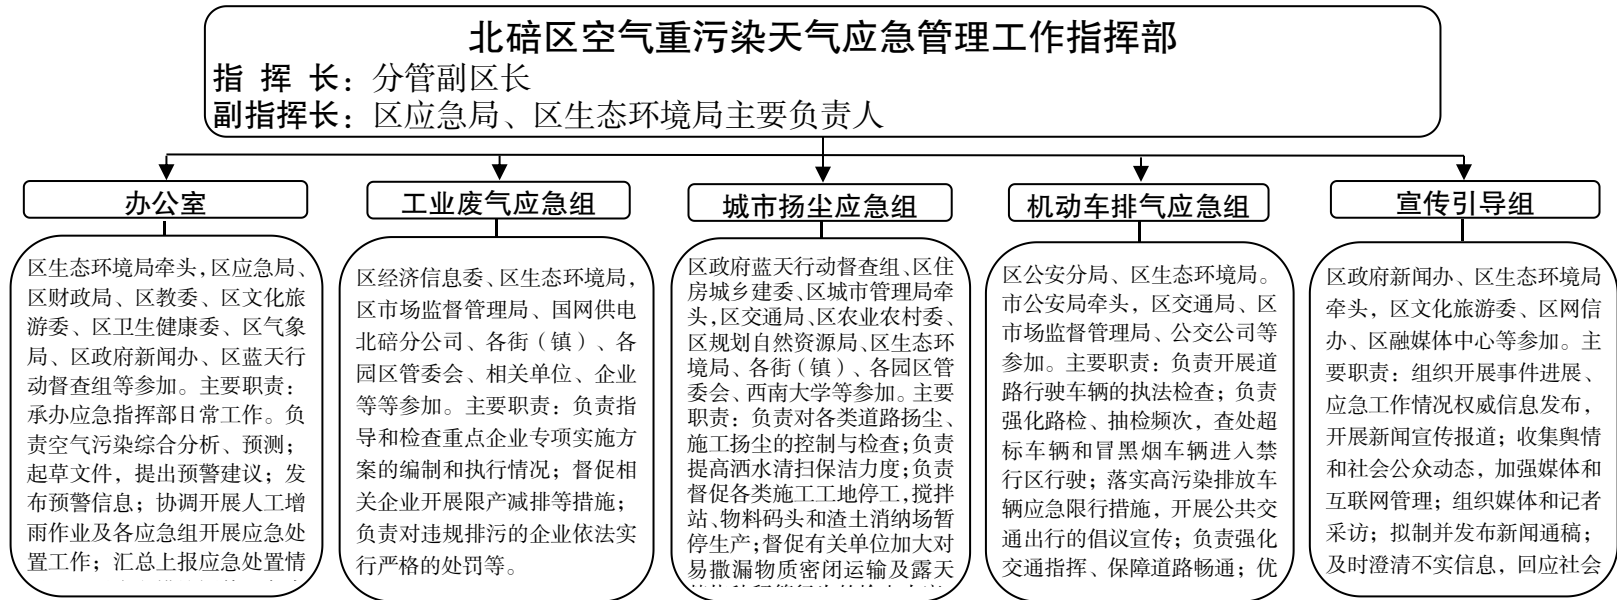 北碚区空气重污染天气应急管理工作指挥部
指 挥 长：分管副区长
副指挥长：区应急局、区生态环境局主要负责人
办公室
区生态环境局牵头，区应急局、
区财政局、区教委、区文化旅
游委、区卫生健康委、区气象
局、区政府新闻办、区蓝天行
动督查组等参加。主要职责：
承办应急指挥部日常工作。负
责空气污染综合分析、预测；
起草文件，提出预警建议；发
布预警信息；协调开展人工增
雨作业及各应急组开展应急处
置工作；汇总上报应急处置情
工业废气应急组
区经济信息委、区生态环境局，
区市场监督管理局、国网供电
北碚分公司、各街（镇）、各
园区管委会、相关单位、企业
等等参加。主要职责：负责指
导和检查重点企业专项实施方
案的编制和执行情况；督促相
关企业开展限产减排等措施；
负责对违规排污的企业依法实
行严格的处罚等。
城市扬尘应急组
区政府蓝天行动督查组、区住
房城乡建委、区城市管理局牵
头，区交通局、区农业农村委、
区规划自然资源局、区生态环
境局、各街（镇）、各园区管
委会、西南大学等参加。主要
职责：负责对各类道路扬尘、
施工扬尘的控制与检查；负责
提高洒水清扫保洁力度；负责
督促各类施工工地停工，搅拌
站、物料码头和渣土消纳场暂
停生产；督促有关单位加大对
易撒漏物质密闭运输及露天
机动车排气应急组
区公安分局、区生态环境局。
市公安局牵头，区交通局、区
市场监督管理局、公交公司等
参加。主要职责：负责开展道
路行驶车辆的执法检查；负责
强化路检、抽检频次，查处超
标车辆和冒黑烟车辆进入禁
行区行驶；落实高污染排放车
辆应急限行措施，开展公共交
通出行的倡议宣传；负责强化
交通指挥、保障道路畅通；优
宣传引导组
区政府新闻办、区生态环境局
牵头，区文化旅游委、区网信
办、区融媒体中心等参加。主
要职责：组织开展事件进展、
应急工作情况权威信息发布，
开展新闻宣传报道；收集舆情
和社会公众动态，加强媒体和
互联网管理；组织媒体和记者
采访；拟制并发布新闻通稿；
及时澄清不实信息，回应社会